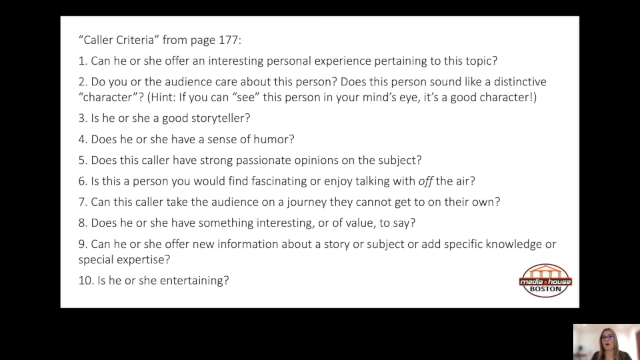 “Caller Criteria” from page 177:
1. Can he or she offer an interesting personal experience pertaining to this topic?
2. Do you or the audience care about this person? Does this person sound like a distinctive
“character”? (Hint: If you can “see” this person in your mind’s eye, it’s a good character!)
3. Is he or she a good storyteller?
4. Does he or she have a sense of humor?
5. Does this caller have strong passionate opinions on the subject?
6. Is this a person you would find fascinating or enjoy talking with off the air?
7. Can this caller take the audience on a journey they cannot get to on their own?
8. Does he or she have something interesting, or of value, to say?
9. Can he or she offer new information about a story or subject or add specific knowledge or
special expertise?
10. Is he or she entertaining?
media house
BOSTON